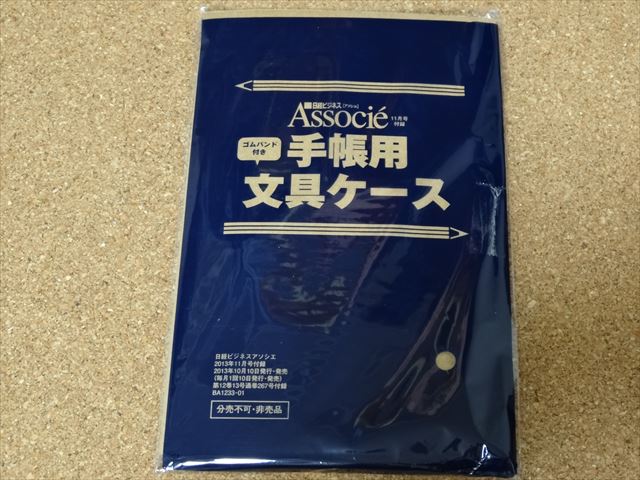 日経ビジネス[アソシエ]
Associé
11月号
付録
ゴムバンド
付き
手帳用
文具ケース
日経ビジネスアソシエ
2013年11月号付録
2013年10月10日発行・発売
(毎月1回10日発行・発売)
第12巻13号通巻267号付録
BA1233-01
分売不可・非売品